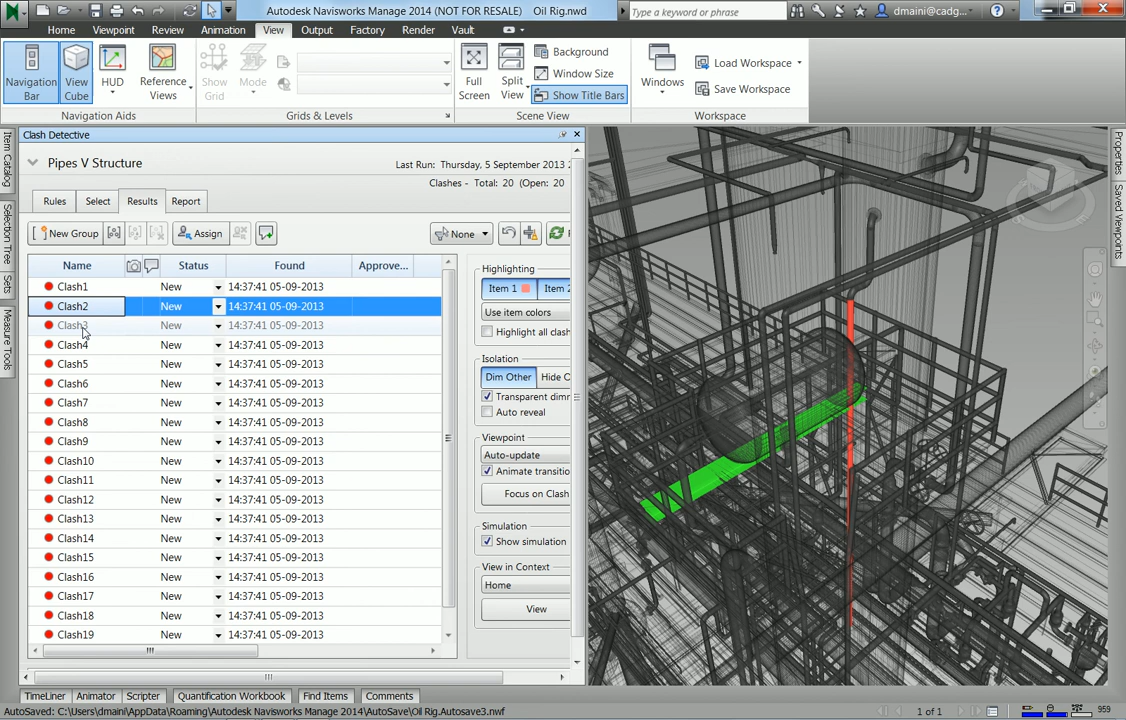 Autodesk Navisworks Manage 2014 (NOT FOR RESALE) Oil Rig.nwd
Type a keyword or phrase
dmaini@cadg...
Home Viewpoint Review Animation View Output Factory Render Vault
Navigation Bar
View Cube
HUD
Reference Views
Show Grid
Mode
Full Screen
Split View
Background
Window Size
Show Title Bars
Windows
Load Workspace
Save Workspace
Navigation Aids
Grids & Levels
Scene View
Workspace
Clash Detective
Item Catalog
Selection Tree
Sets
Measure Tools
Properties
Saved Viewpoints
Pipes V Structure
Last Run: Thursday, 5 September 2013
Clashes - Total: 20 (Open: 20
Rules Select Results Report
New Group
Assign
None
Name Status Found Approve...
Clash1 New 14:37:41 05-09-2013
Clash2 New 14:37:41 05-09-2013
Clash3 New 14:37:41 05-09-2013
Clash4 New 14:37:41 05-09-2013
Clash5 New 14:37:41 05-09-2013
Clash6 New 14:37:41 05-09-2013
Clash7 New 14:37:41 05-09-2013
Clash8 New 14:37:41 05-09-2013
Clash9 New 14:37:41 05-09-2013
Clash10 New 14:37:41 05-09-2013
Clash11 New 14:37:41 05-09-2013
Clash12 New 14:37:41 05-09-2013
Clash13 New 14:37:41 05-09-2013
Clash14 New 14:37:41 05-09-2013
Clash15 New 14:37:41 05-09-2013
Clash16 New 14:37:41 05-09-2013
Clash17 New 14:37:41 05-09-2013
Clash18 New 14:37:41 05-09-2013
Clash19 New 14:37:41 05-09-2013
Highlighting
Item 1 Item 2
Use item colors
Highlight all clash
Isolation
Dim Other Hide O
Transparent dimm
Auto reveal
Viewpoint
Auto-update
Animate transitio
Focus on Clash
Simulation
Show simulation
View in Context
Home
View
TimeLiner Animator Scripter Quantification Workbook Find Items Comments
AutoSaved: C:\Users\dmaini\AppData\Roaming\Autodesk Navisworks Manage 2014\AutoSave\Oil Rig.Autosave3.nwf
1 of 1
959